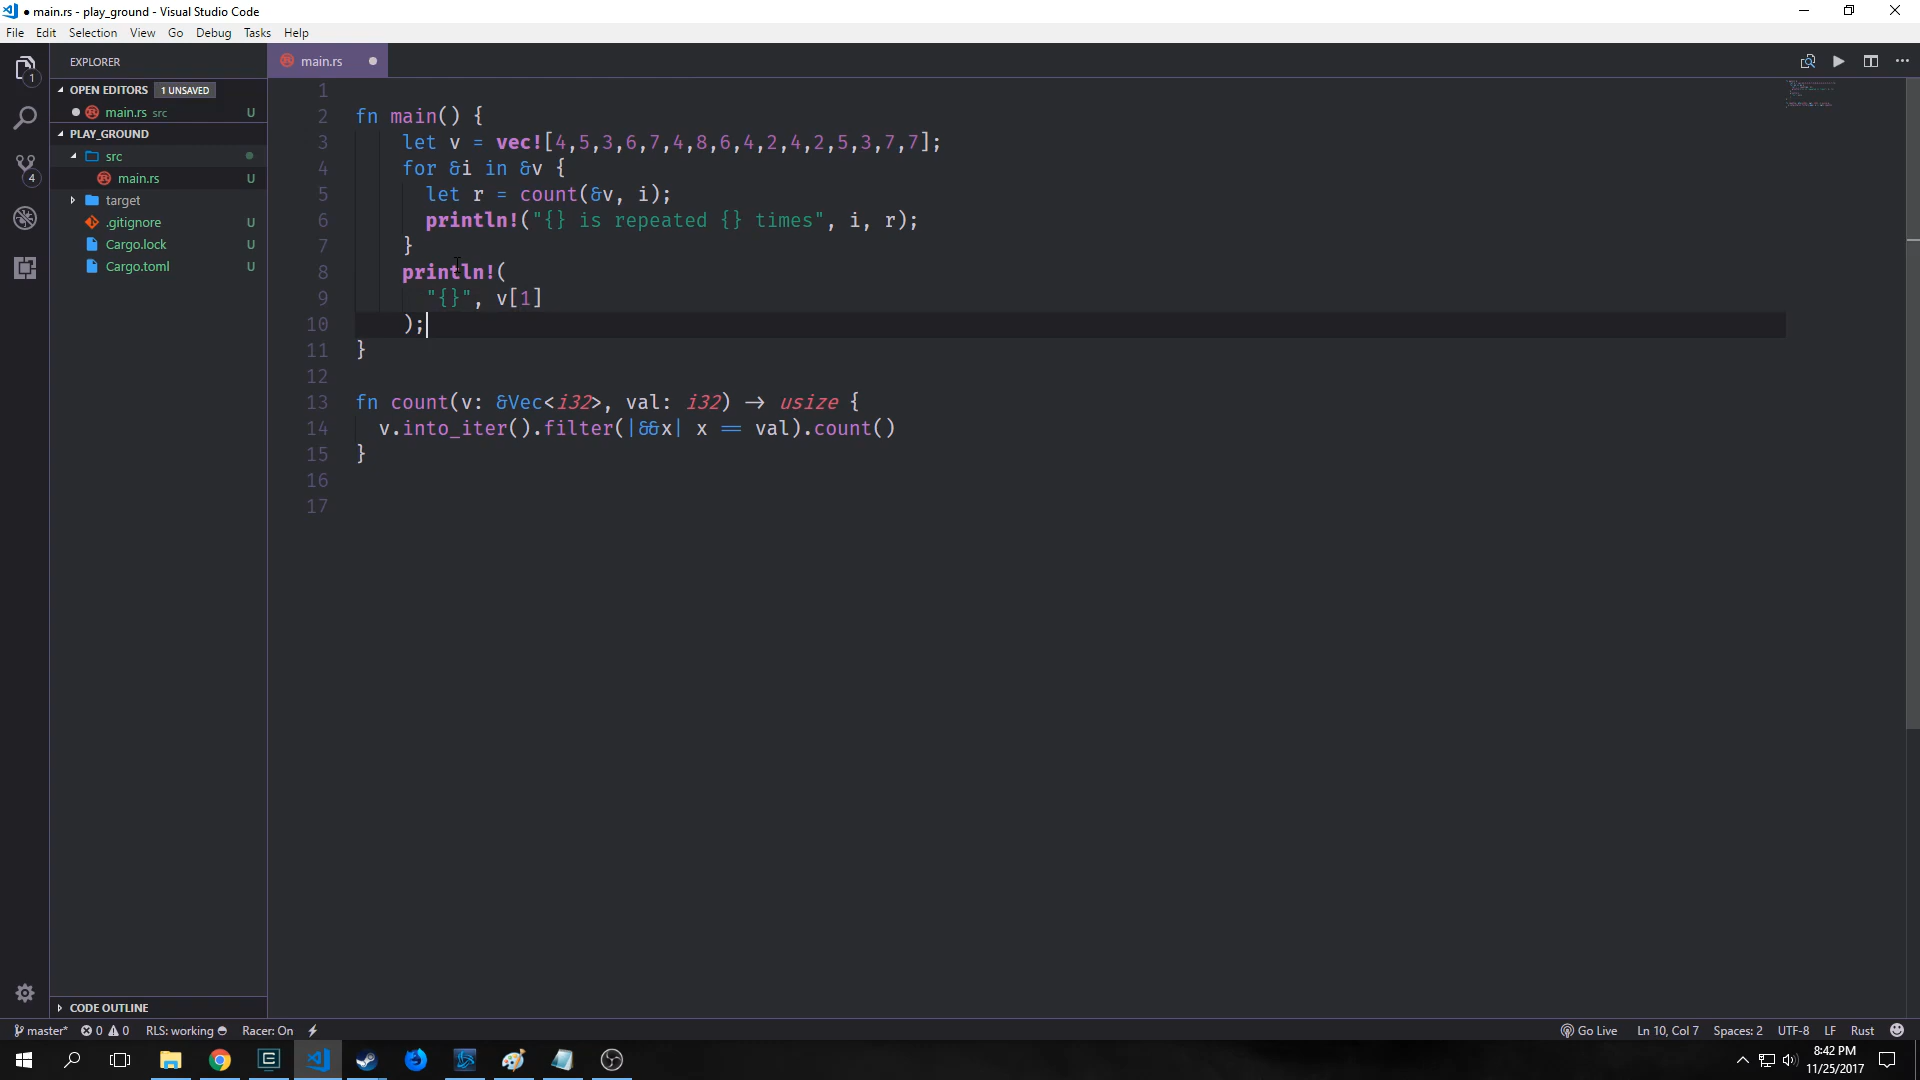 ● main.rs - play_ground - Visual Studio Code
File Edit Selection View Go Debug Tasks Help
EXPLORER
main.rs
OPEN EDITORS 1 UNSAVED
main.rs src U
PLAY_GROUND
src
main.rs U
target
.gitignore U
Cargo.lock U
Cargo.toml U
CODE OUTLINE
1
4
1
2 fn main() {
3 let v = vec![4,5,3,6,7,4,8,6,4,2,4,2,5,3,7,7];
4 for &i in &v {
5 let r = count(&v, i);
6 println!("{} is repeated {} times", i, r);
7 }
8 println!(
9 "{}", v[1]
10 );
11 }
12
13 fn count(v: &Vec<i32>, val: i32) -> usize {
14 v.into_iter().filter(|&&x| x == val).count()
15 }
16
17
master* 0 0 RLS: working Racer: On Go Live Ln 10, Col 7 Spaces: 2 UTF-8 LF Rust
8:42 PM
11/25/2017